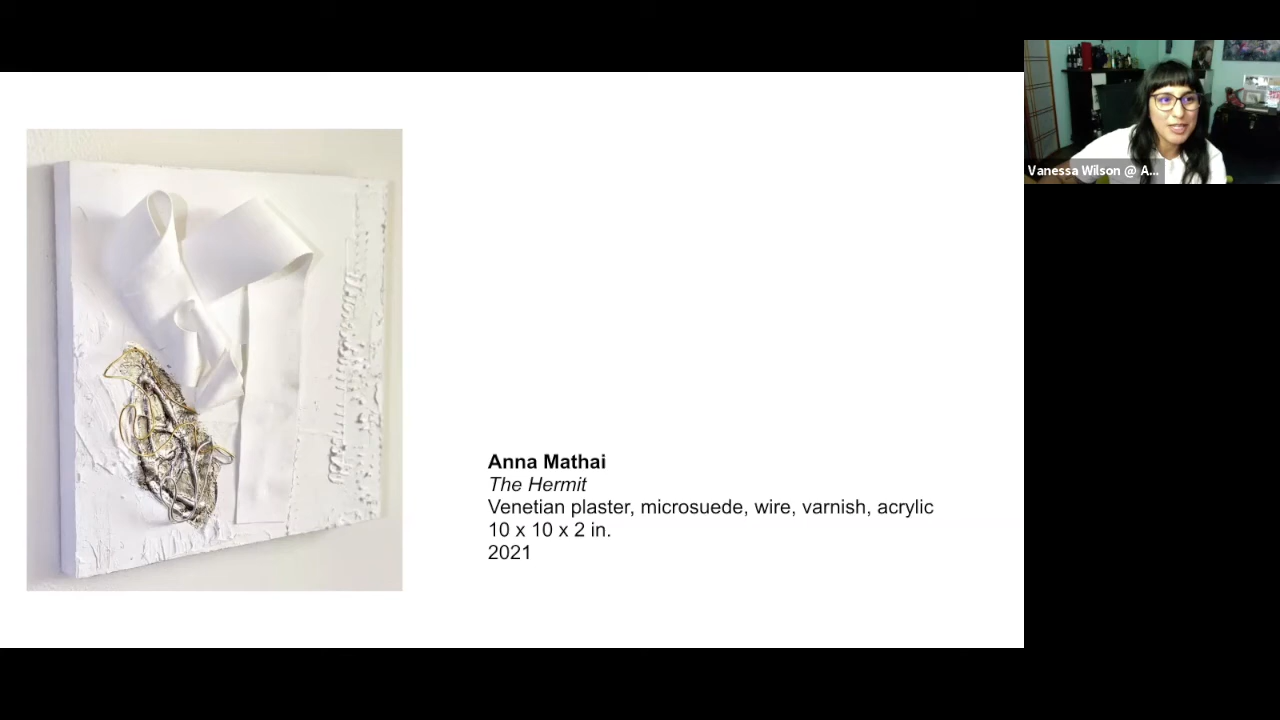 Vanessa Wilson @ A...
Anna Mathai
The Hermit
Venetian plaster, microsuede, wire, varnish, acrylic
10 x 10 x 2 in.
2021